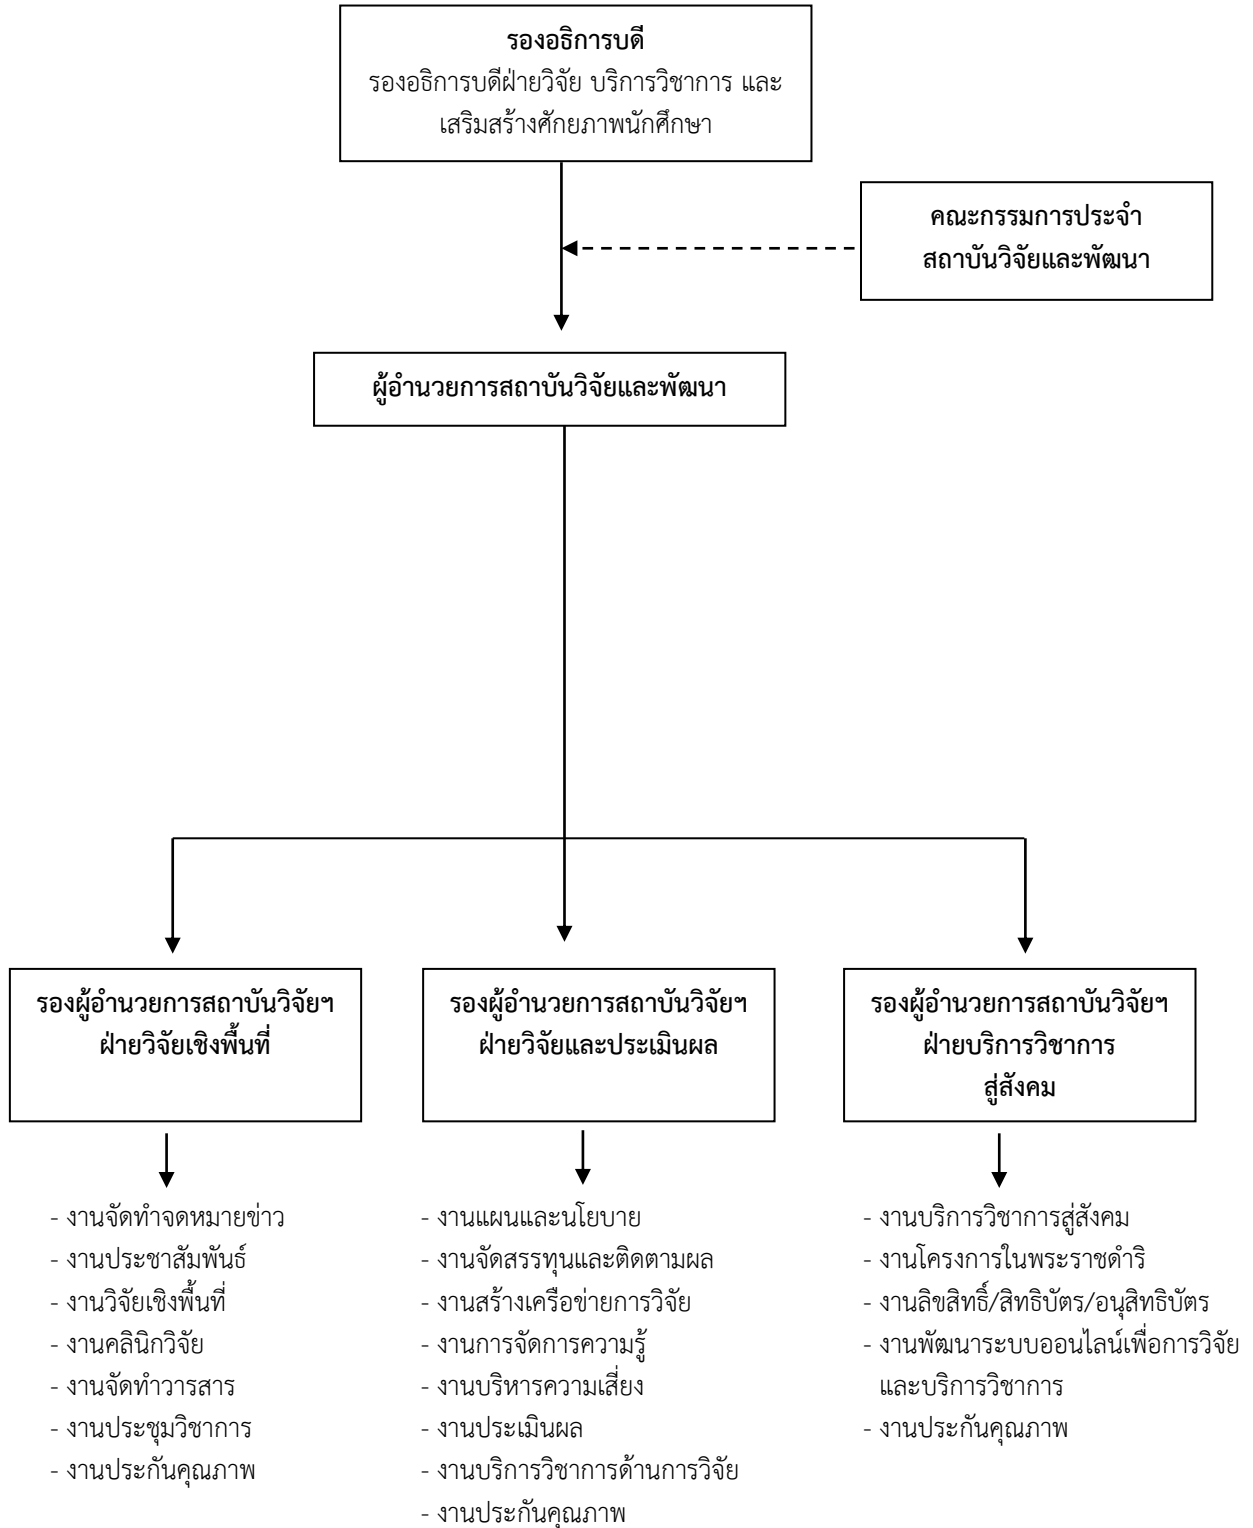 รองอธิการบดี
รองอธิการบดีฝ่ายวิจัย บริการวิชาการ และ
เสริมสร้างศักยภาพนักศึกษา
คณะกรรมการประจำ
สถาบันวิจัยและพัฒนา
ผู้อำนวยการสถาบันวิจัยและพัฒนา
รองผู้อำนวยการสถาบันวิจัยฯ
ฝ่ายวิจัยเชิงพื้นที่
รองผู้อำนวยการสถาบันวิจัยฯ
ฝ่ายวิจัยและประเมินผล
รองผู้อำนวยการสถาบันวิจัยฯ
ฝ่ายบริการวิชาการ
สู่สังคม
- งานจัดทำจดหมายข่าว
- งานประชาสัมพันธ์
- งานวิจัยเชิงพื้นที่
- งานคลินิกวิจัย
- งานจัดทำวารสาร
- งานประชุมวิชาการ
- งานประกันคุณภาพ
- งานแผนและนโยบาย
- งานจัดสรรทุนและติดตามผล
- งานสร้างเครือข่ายการวิจัย
- งานการจัดการความรู้
- งานบริหารความเสี่ยง
- งานประเมินผล
- งานบริการวิชาการด้านการวิจัย
- งานประกันคุณภาพ
- งานบริการวิชาการสู่สังคม
- งานโครงการในพระราชดำริ
- งานลิขสิทธิ์/สิทธิบัตร/อนุสิทธิบัตร
- งานพัฒนาระบบออนไลน์เพื่อการวิจัย
และบริการวิชาการ
- งานประกันคุณภาพ